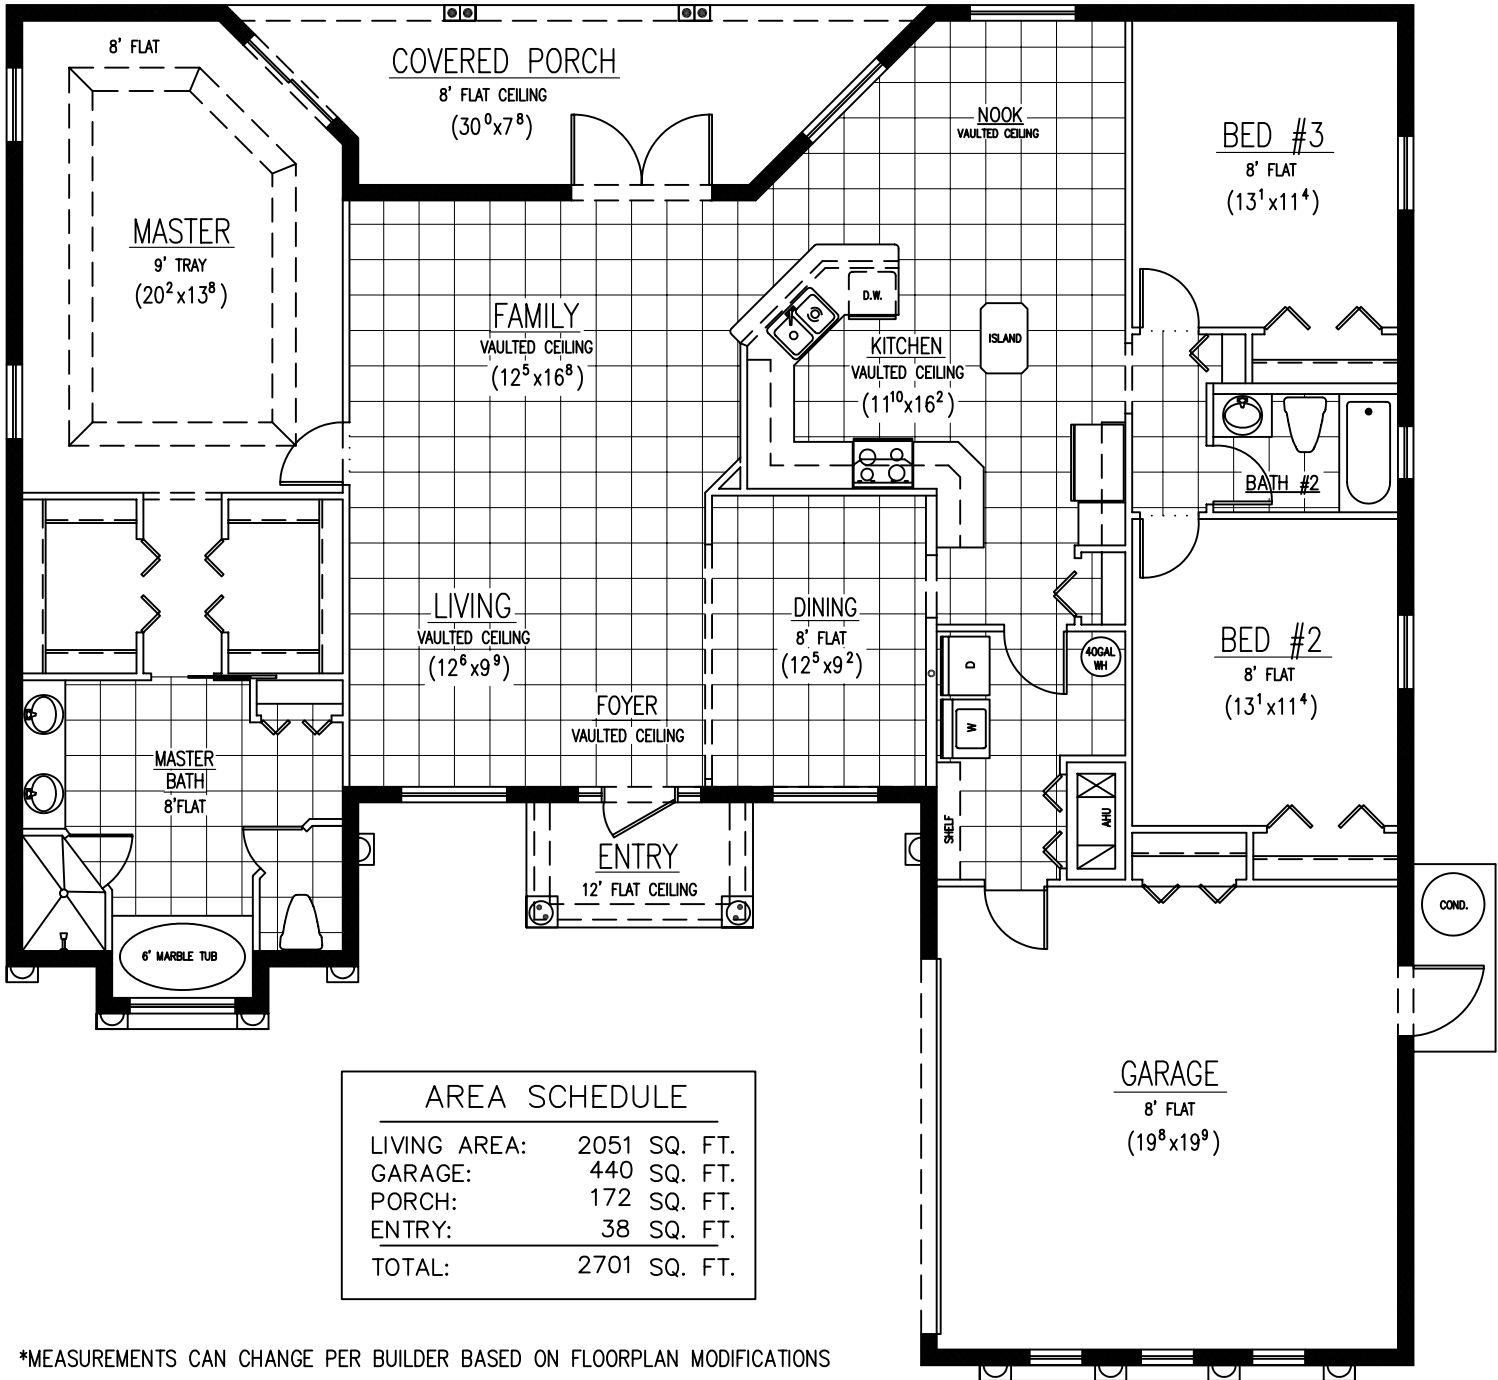 8' FLAT
COVERED PORCH
8' FLAT CEILING
(30⁰x7⁸)
NOOK
VAULTED CEILING
BED #3
8' FLAT
(13¹x11⁴)
MASTER
9' TRAY
(20²x13⁸)
FAMILY
VAULTED CEILING
(12⁵x16⁸)
D.W.
KITCHEN
VAULTED CEILING
(11¹⁰x16²)
ISLAND
BATH #2
LIVING
VAULTED CEILING
(12⁶x9⁹)
DINING
8' FLAT
(12⁵x9²)
D
W
40GAL
WH
BED #2
8' FLAT
(13¹x11⁴)
FOYER
VAULTED CEILING
MASTER
BATH
8'FLAT
SHELF
AHU
ENTRY
12' FLAT CEILING
6' MARBLE TUB
COND.
GARAGE
8' FLAT
(19⁸x19⁹)
AREA SCHEDULE
LIVING AREA: 2051 SQ. FT.
GARAGE: 440 SQ. FT.
PORCH: 172 SQ. FT.
ENTRY: 38 SQ. FT.
TOTAL: 2701 SQ. FT.
*MEASUREMENTS CAN CHANGE PER BUILDER BASED ON FLOORPLAN MODIFICATIONS